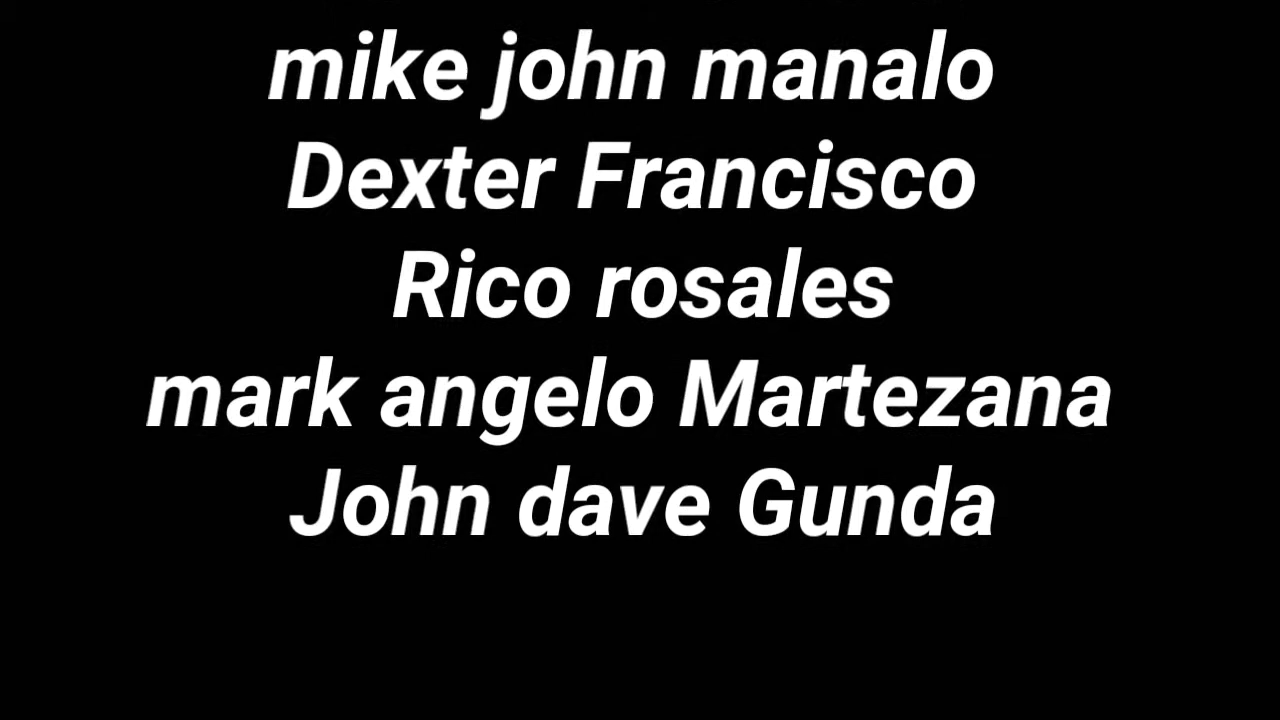 mike john manalo
Dexter Francisco
Rico rosales
mark angelo Martezana
John dave Gunda